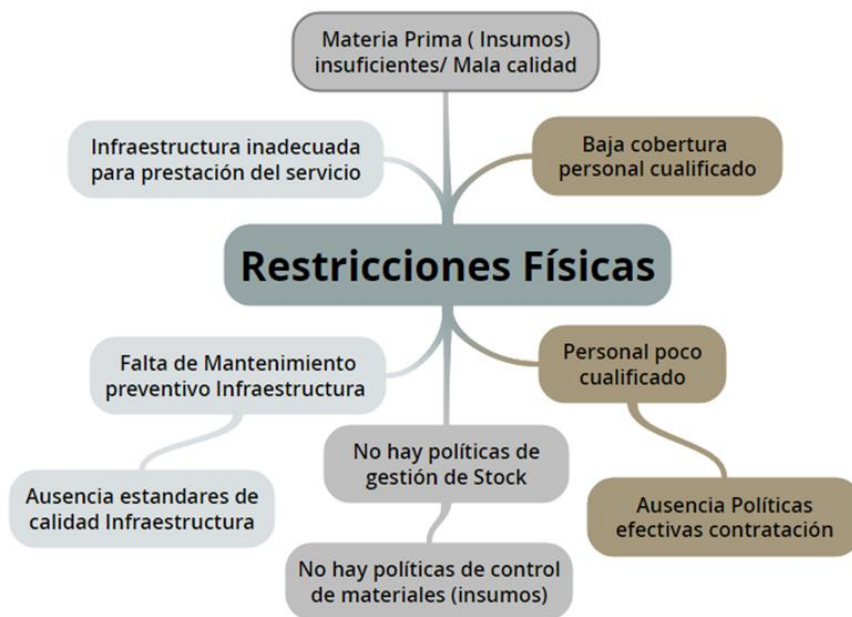 Materia Prima ( Insumos)
insuficientes/ Mala calidad
Infraestructura inadecuada
para prestación del servicio
Baja cobertura
personal cualificado
Restricciones Físicas
Falta de Mantenimiento
preventivo Infraestructura
Personal poco
cualificado
No hay políticas de
gestión de Stock
Ausencia estandares de
calidad Infraestructura
Ausencia Políticas
efectivas contratación
No hay políticas de control
de materiales (insumos)